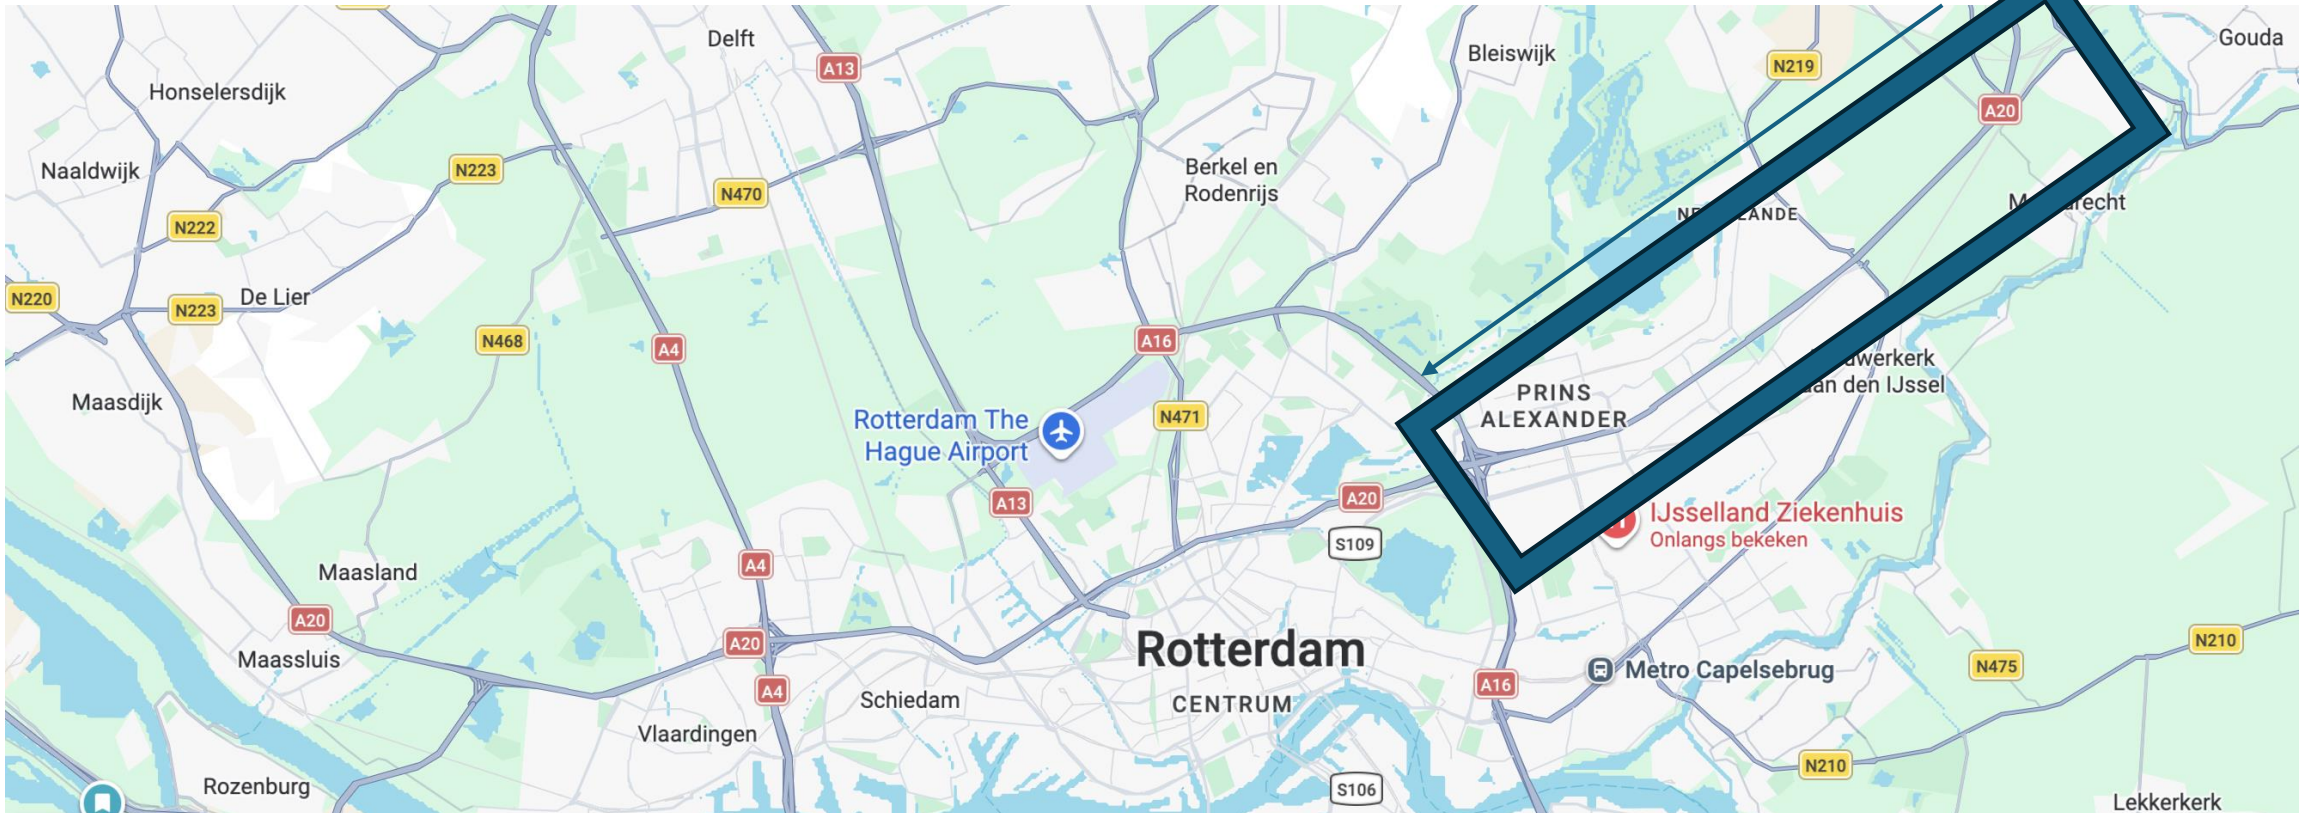 Delft
A13
Bleiswijk
N219
Gouda
Honselersdijk
A20
Naaldwijk
N223
N470
Berkel en
Rodenrijs
N222
N220
N223
De Lier
N468
A4
A16
Maasdijk
Rotterdam The
Hague Airport
N471
PRINS
ALEXANDER
aan den IJssel
A13
A20
S109
IJsselland Ziekenhuis
Onlangs bekeken
A4
Maasland
A20
A20
Maassluis
A4
Schiedam
Rotterdam
CENTRUM
A16
Metro Capelsebrug
N475
N210
Vlaardingen
Rozenburg
S106
N210
Lekkerkerk